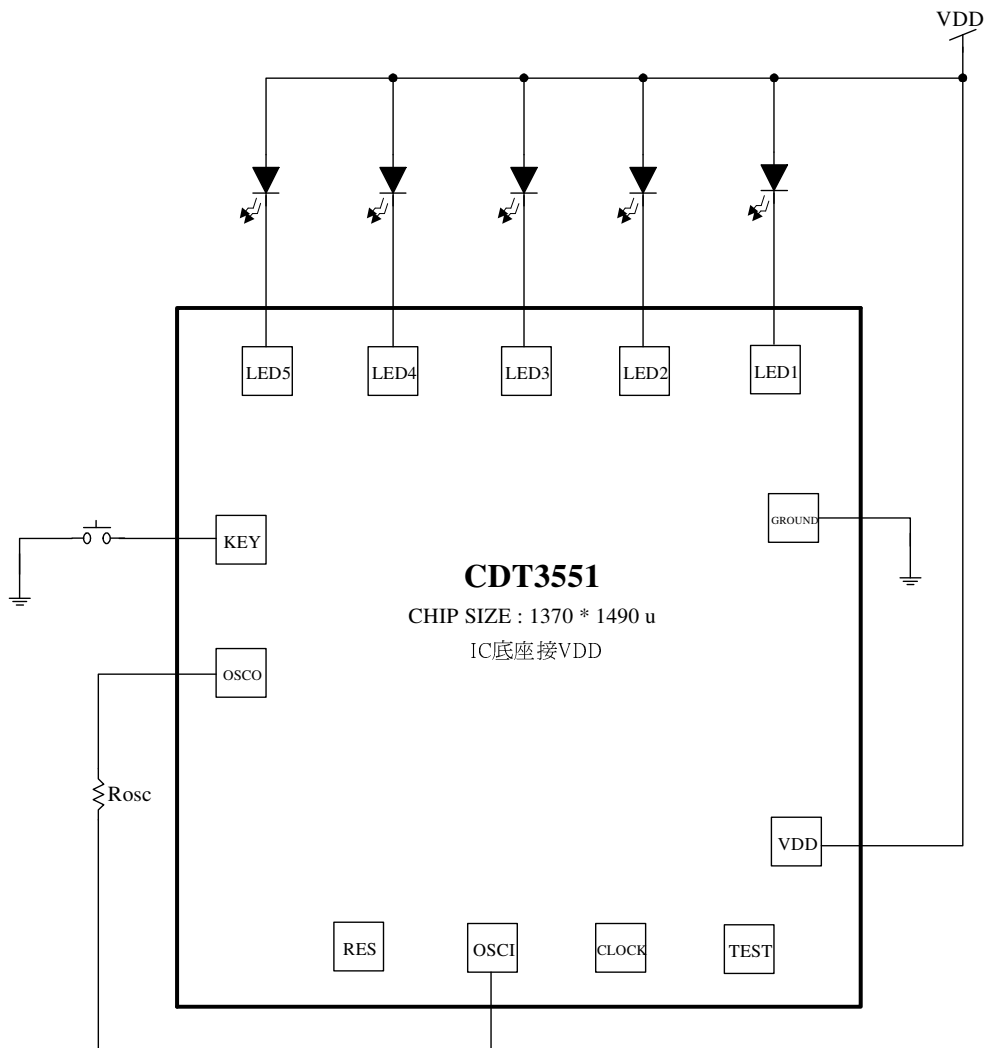 VDD
LED5
LED4
LED3
LED2
LED1
GROUND
KEY
CDT3551
CHIP SIZE : 1370 * 1490 u
IC底座接VDD
OSCO
Rosc
VDD
RES
OSCI
CLOCK
TEST